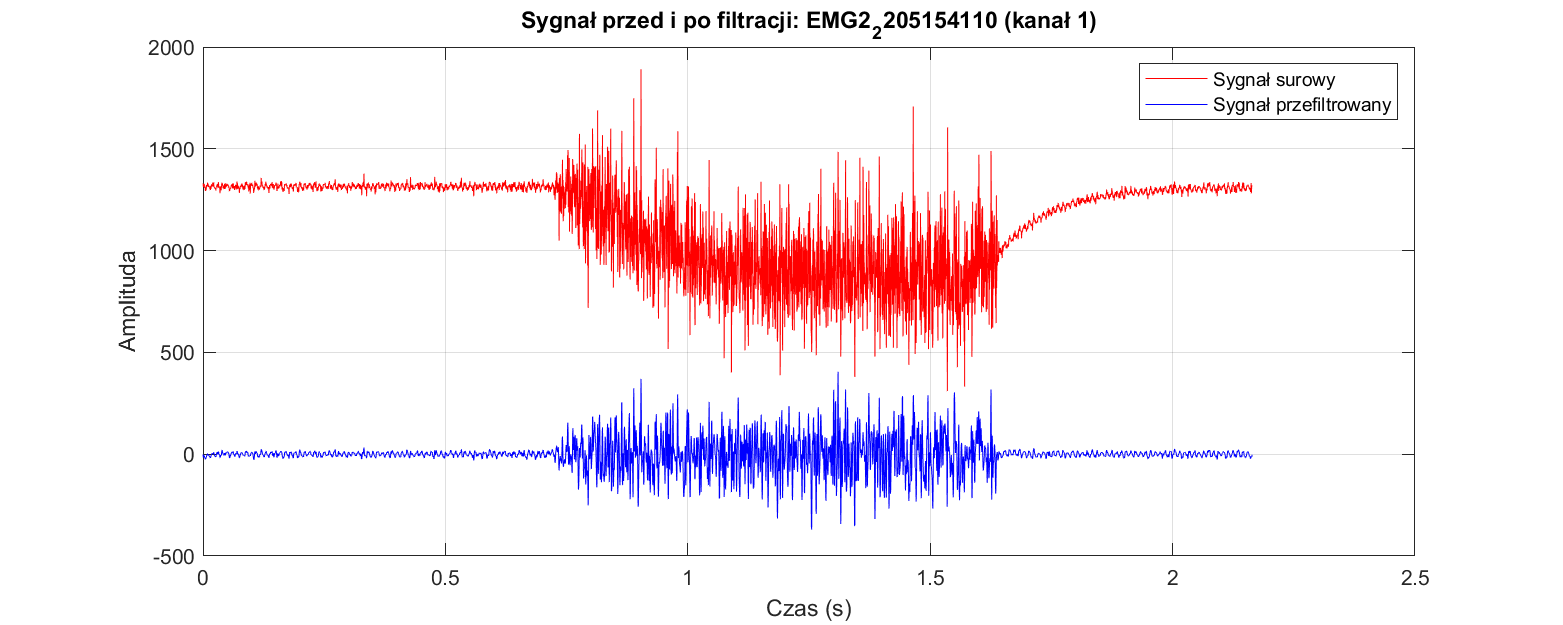 Sygnał przed i po filtracji: EMG2₂205154110 (kanał 1)
Sygnał surowy
Sygnał przefiltrowany
2000
1500
1000
500
0
-500
Amplituda
0 0.5 1 1.5 2 2.5
Czas (s)